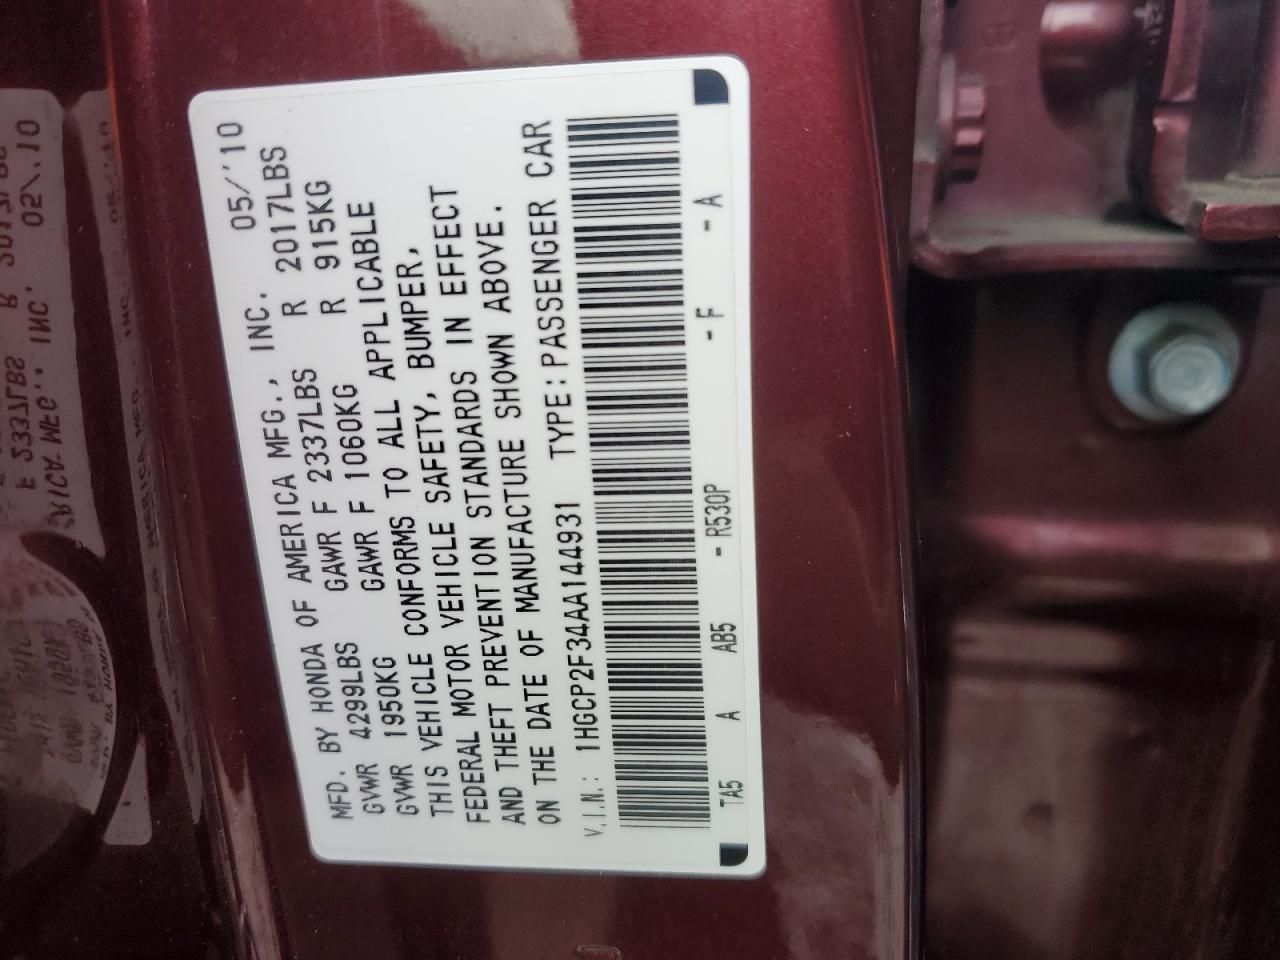 MFD. BY HONDA OF AMERICA MFG., INC. 05/'10
GVWR 4299LBS GAWR F 2337LBS R 2017LBS
GVWR 1950KG GAWR F 1060KG R 915KG
THIS VEHICLE CONFORMS TO ALL APPLICABLE
FEDERAL MOTOR VEHICLE SAFETY, BUMPER,
AND THEFT PREVENTION STANDARDS IN EFFECT
ON THE DATE OF MANUFACTURE SHOWN ABOVE.
V.I.N.: 1HGCP2F34AA144931 TYPE: PASSENGER CAR
TA5 A AB5 - R530P - F - A